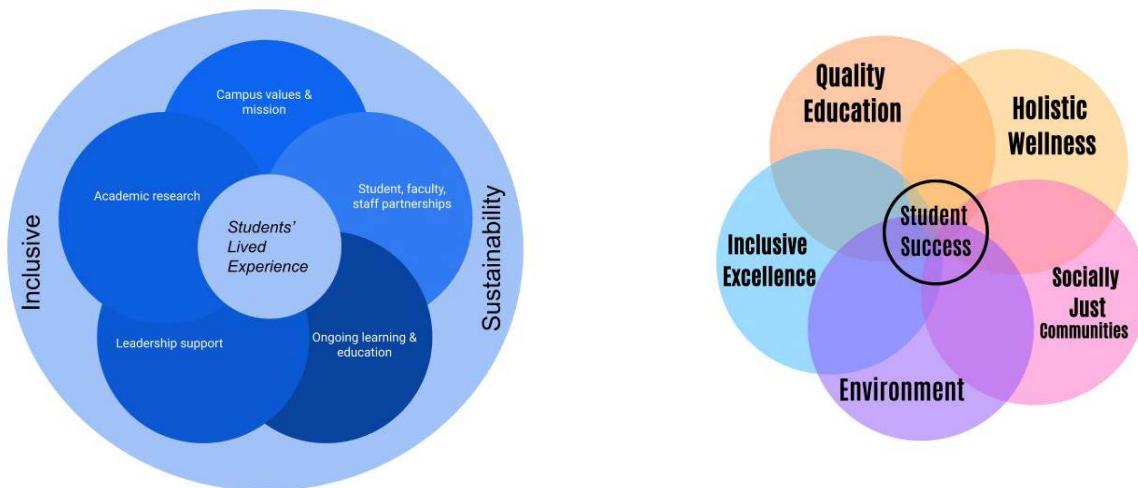 Campus values &
mission
Academic research
Student, faculty,
staff partnerships
Students'
Lived
Experience
Inclusive
Sustainability
Leadership support
Ongoing learning &
education
Quality
Education
Holistic
Wellness
Student
Success
Inclusive
Excellence
Socially
Just
Communities
Environment